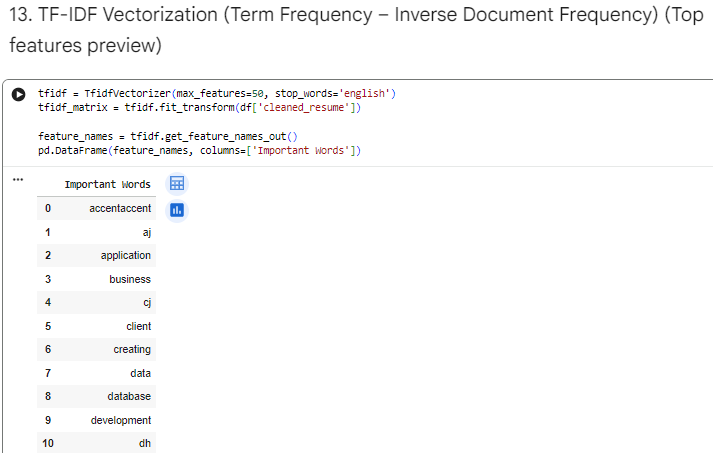 13. TF-IDF Vectorization (Term Frequency – Inverse Document Frequency) (Top
features preview)
tfidf = TfidfVectorizer(max_features=50, stop_words='english')
tfidf_matrix = tfidf.fit_transform(df['cleaned_resume'])
feature_names = tfidf.get_feature_names_out()
pd.DataFrame(feature_names, columns=['Important Words'])
Important Words
0 accentaccent
1 aj
2 application
3 business
4 cj
5 client
6 creating
7 data
8 database
9 development
10 dh